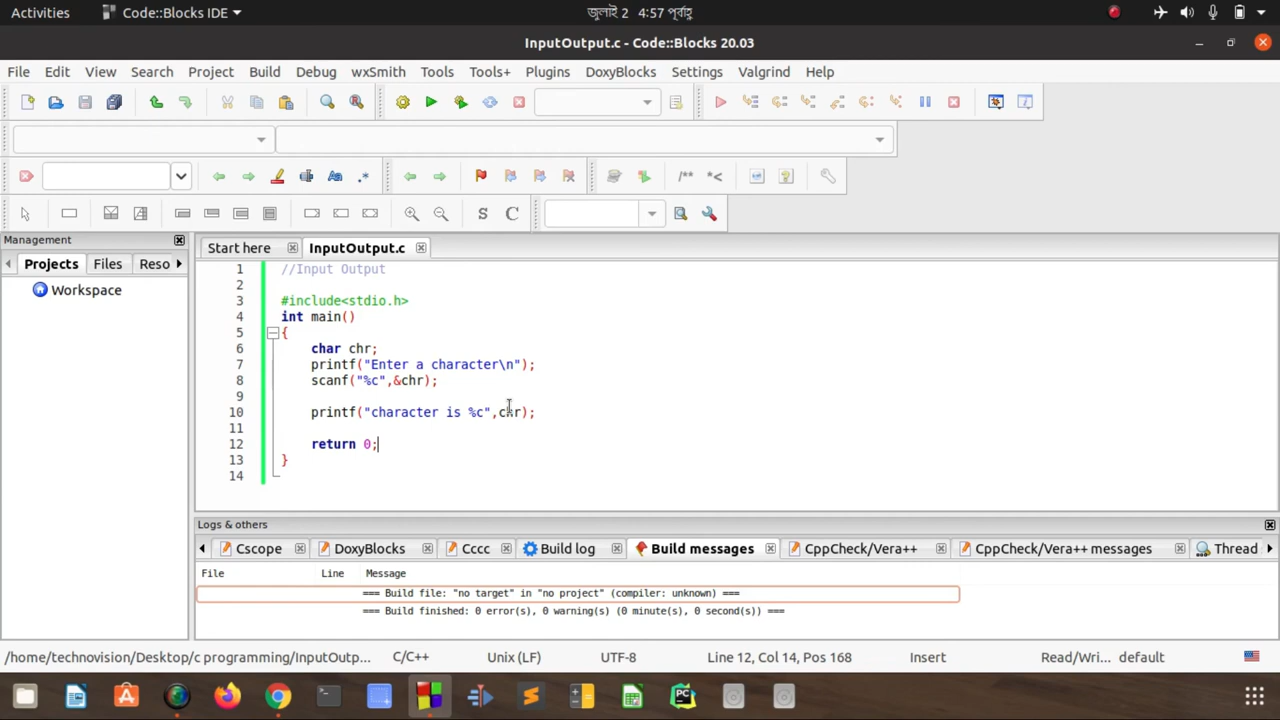 Activities
Code::Blocks IDE
জুলাই 2 4:57 পূর্বাহ্ণ
InputOutput.c - Code::Blocks 20.03
File Edit View Search Project Build Debug wxSmith Tools Tools+ Plugins DoxyBlocks Settings Valgrind Help
/** *<
S C
Management
Start here
InputOutput.c
Projects Files Reso
Workspace
1 //Input Output
2
3 #include<stdio.h>
4 int main()
5 {
6 char chr;
7 printf("Enter a character\n");
8 scanf("%c",&chr);
9
10 printf("character is %c",chr);
11
12 return 0;
13 }
14
Logs & others
Cscope DoxyBlocks Cccc Build log Build messages CppCheck/Vera++ CppCheck/Vera++ messages Thread
File Line Message
=== Build file: "no target" in "no project" (compiler: unknown) ===
=== Build finished: 0 error(s), 0 warning(s) (0 minute(s), 0 second(s)) ===
/home/technovision/Desktop/c programming/InputOutp... C/C++ Unix (LF) UTF-8 Line 12, Col 14, Pos 168 Insert Read/Wri... default